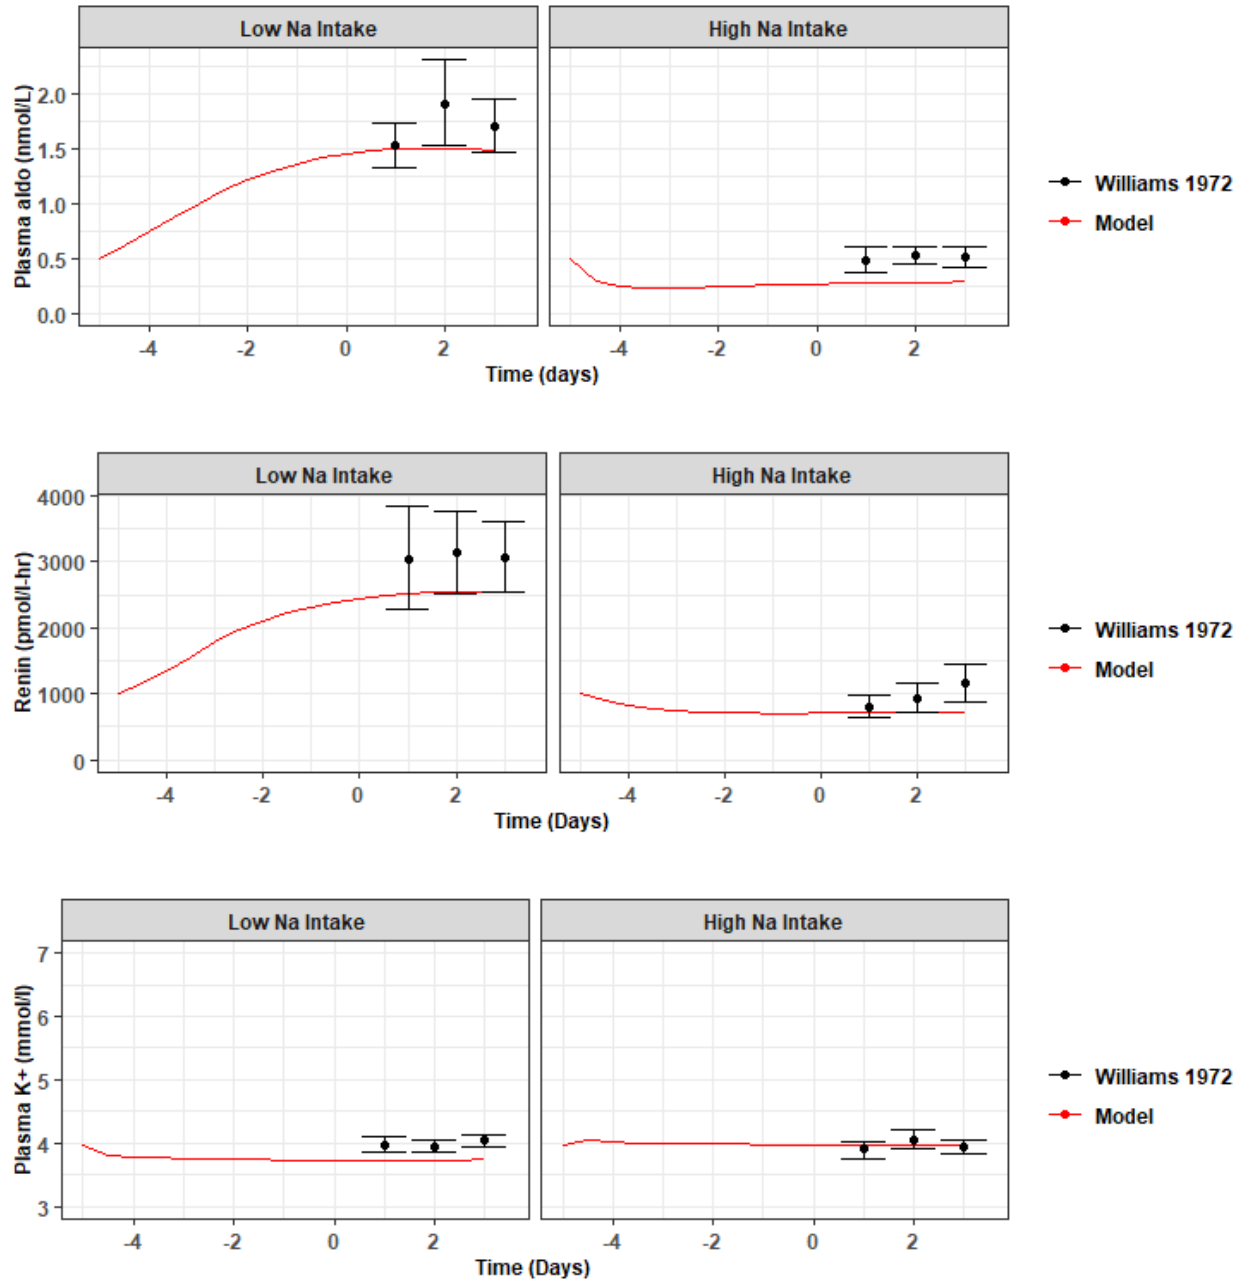 Low Na Intake High Na Intake
Plasma aldo (nmol/L)
2.0
1.5
1.0
0.5
0.0
-4 -2 0 2 -4 -2 0 2
Time (days)
Williams 1972
Model
Low Na Intake High Na Intake
Renin (pmol/l-hr)
4000
3000
2000
1000
0
-4 -2 0 2 -4 -2 0 2
Time (Days)
Williams 1972
Model
Low Na Intake High Na Intake
Plasma K+ (mmol/l)
7
6
5
4
3
-4 -2 0 2 -4 -2 0 2
Time (Days)
Williams 1972
Model